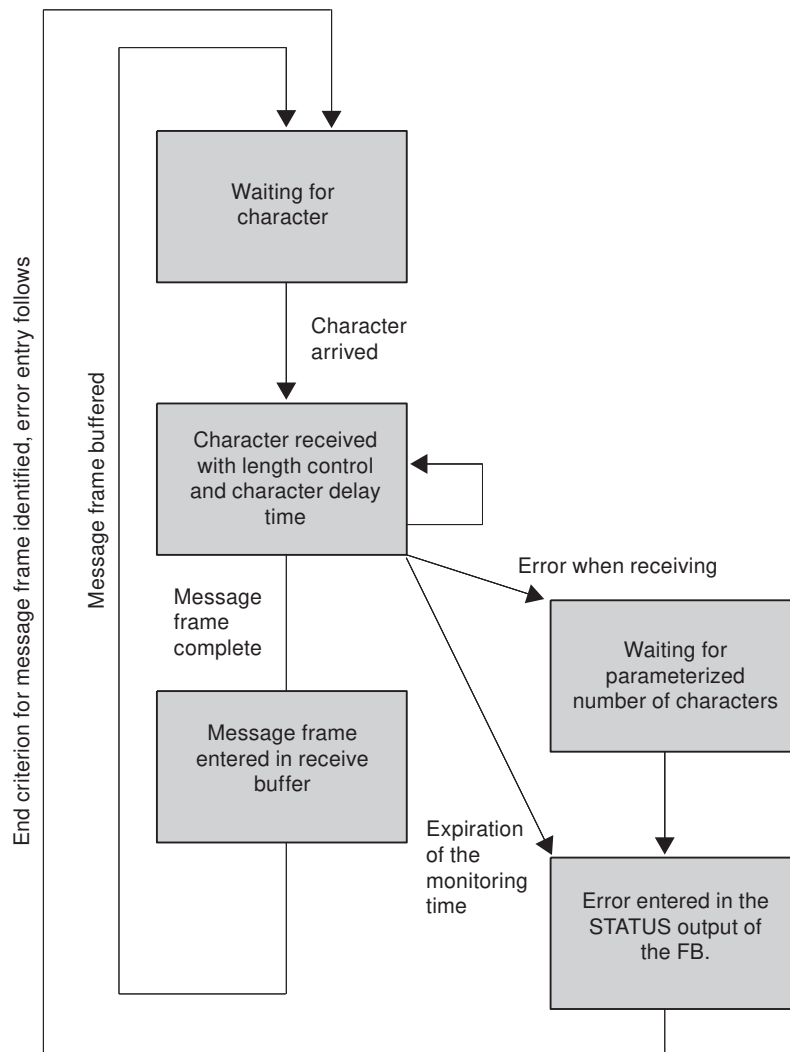 End criterion for message frame identified, error entry follows
Message frame buffered
Waiting for
character
Character
arrived
Character received
with length control
and character delay
time
Error when receiving
Message
frame
complete
Waiting for
parameterized
number of characters
Message frame
entered in receive
buffer
Expiration
of the
monitoring
time
Error entered in the
STATUS output of
the FB.